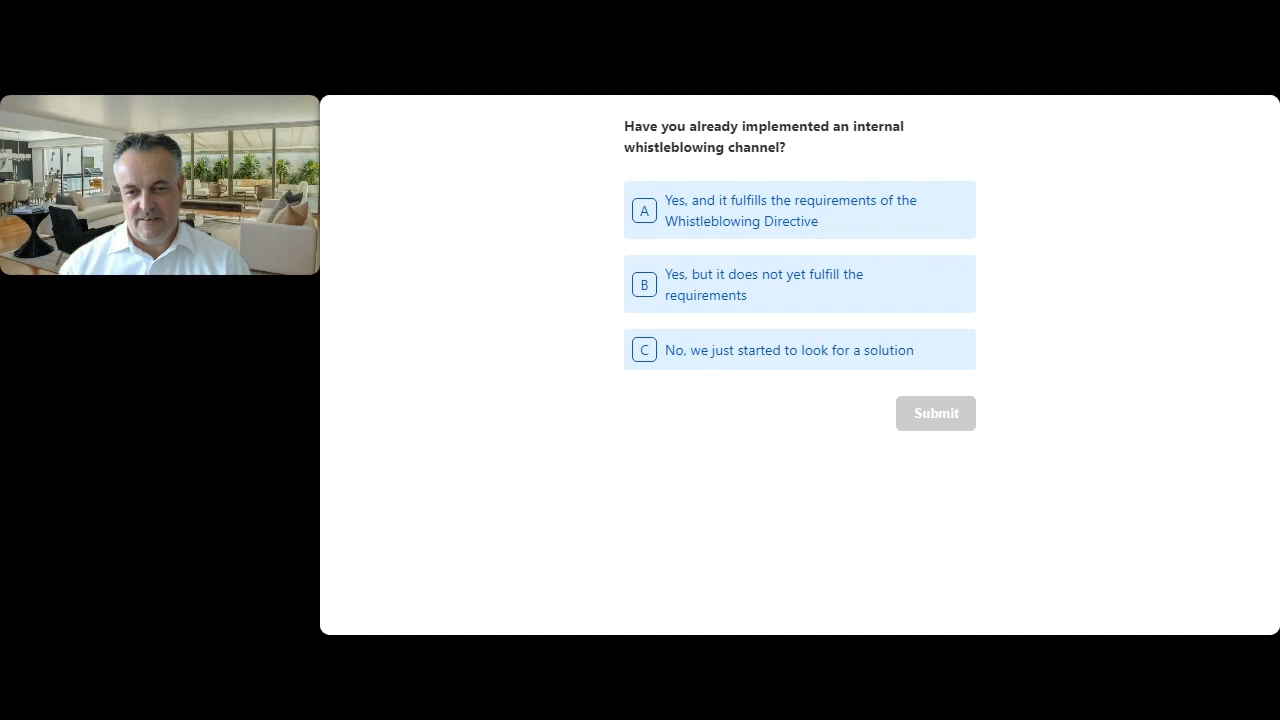 Have you already implemented an internal
whistleblowing channel?
A
Yes, and it fulfills the requirements of the
Whistleblowing Directive
B
Yes, but it does not yet fulfill the
requirements
C
No, we just started to look for a solution
Submit